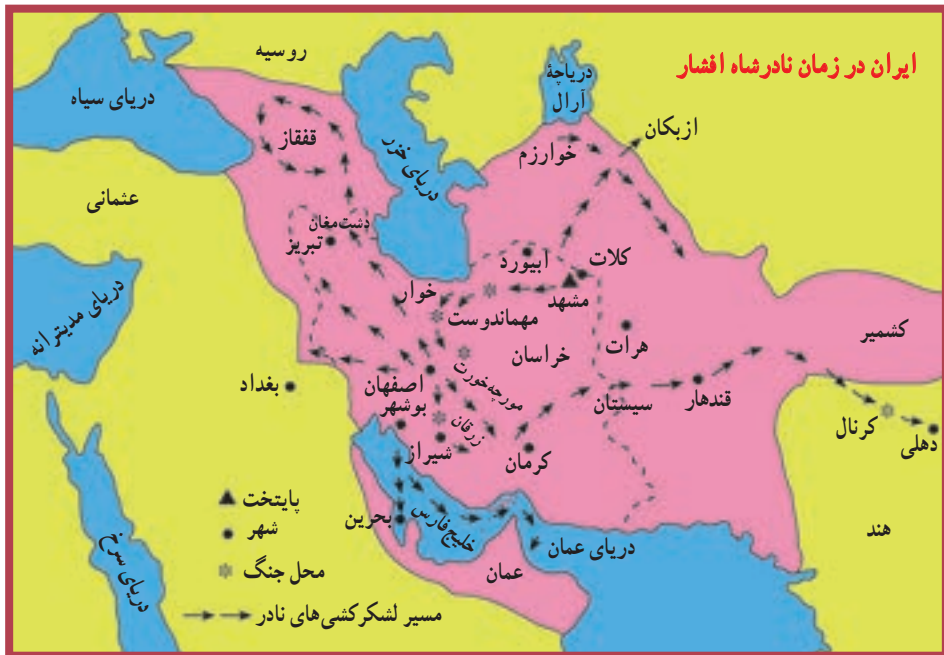 ایران در زمان نادرشاه افشار
روسیه
دریای سیاه
دریاچۀ
آرال
ازبکان
قفقاز
خوارزم
دریای خزر
عثمانی
دشت مغان
تبریز
ابیورد
کلات
خوار
مشهد
مهماندوست
دریای مدیترانه
خراسان
هرات
کشمیر
بغداد
اصفهان
مورچه‌خورت
سیستان
قندهار
بوشهر
زرقان
کرنال
دهلی
شیراز
کرمان
بحرین
خلیج فارس
دریای عمان
هند
عمان
دریای سرخ
پایتخت
شهر
محل جنگ
مسیر لشکرکشی‌های نادر